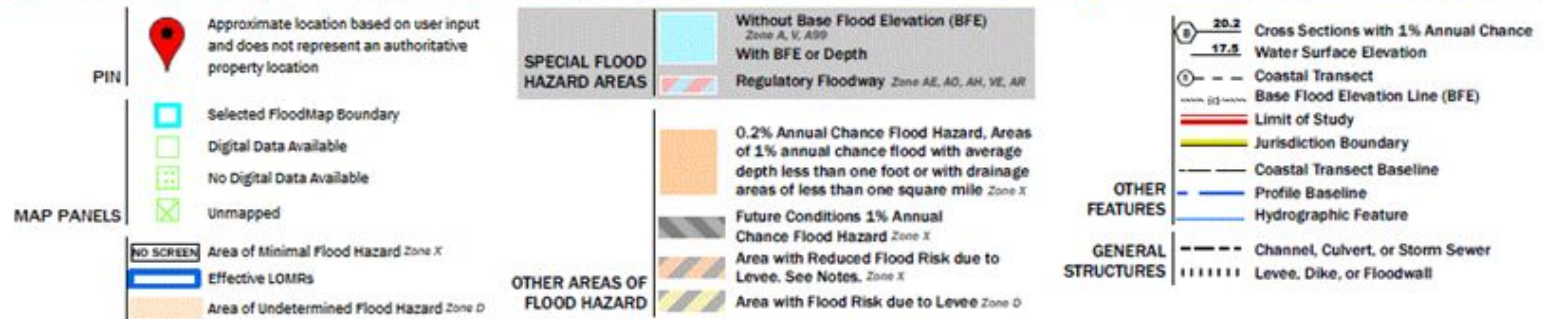 PIN
Approximate location based on user input
and does not represent an authoritative
property location
MAP PANELS
Selected FloodMap Boundary
Digital Data Available
No Digital Data Available
Unmapped
NO SCREEN Area of Minimal Flood Hazard Zone X
Effective LOMRs
Area of Undetermined Flood Hazard Zone D
SPECIAL FLOOD
HAZARD AREAS
Without Base Flood Elevation (BFE)
Zone A, V, A99
With BFE or Depth
Regulatory Floodway Zone AE, AO, AH, VE, AR
OTHER AREAS OF
FLOOD HAZARD
0.2% Annual Chance Flood Hazard, Areas
of 1% annual chance flood with average
depth less than one foot or with drainage
areas of less than one square mile Zone X
Future Conditions 1% Annual
Chance Flood Hazard Zone X
Area with Reduced Flood Risk due to
Levee. See Notes. Zone X
Area with Flood Risk due to Levee Zone D
OTHER
FEATURES
20.2 Cross Sections with 1% Annual Chance
17.5 Water Surface Elevation
Coastal Transect
Base Flood Elevation Line (BFE)
Limit of Study
Jurisdiction Boundary
Coastal Transect Baseline
Profile Baseline
Hydrographic Feature
GENERAL
STRUCTURES
Channel, Culvert, or Storm Sewer
Levee, Dike, or Floodwall